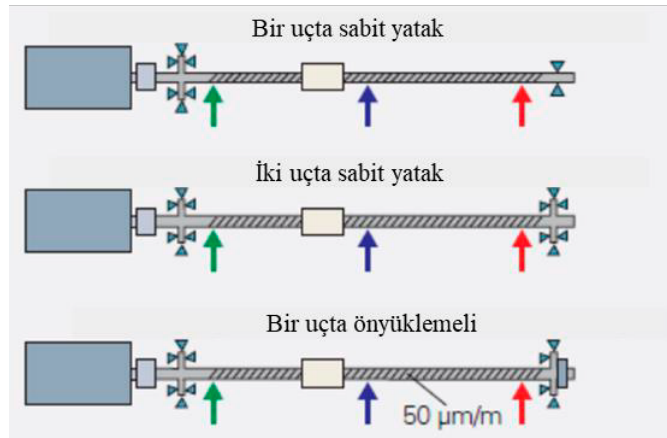 Bir uçta sabit yatak
İki uçta sabit yatak
Bir uçta önyüklemeli
50 µm/m